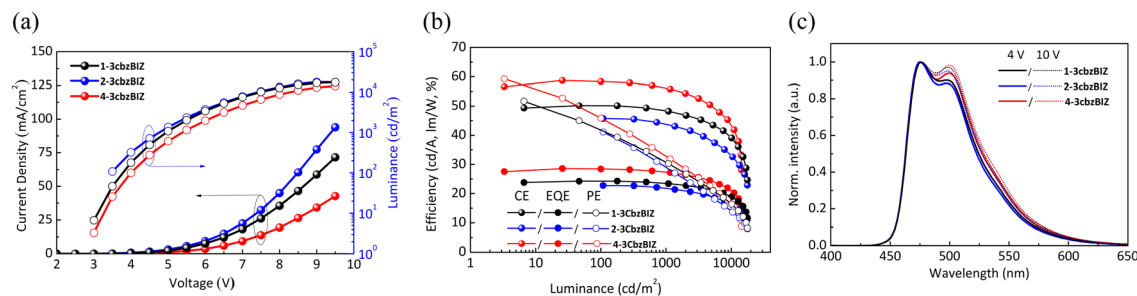 (a)
150
125
100
75
50
25
0
Current Density (mA/cm²)
2 3 4 5 6 7 8 9 10
Voltage (V)
10⁵
10⁴
10³
10²
10¹
10⁰
Luminance (cd/m²)
1-3cbzBIZ
2-3cbzBIZ
4-3cbzBIZ
(b)
70
60
50
40
30
20
10
0
Efficiency (cd/A, lm/W, %)
CE EQE PE
/ / 1-3CbzBIZ
/ / 2-3CbzBIZ
/ / 4-3CbzBIZ
1 10 100 1000 10000
Luminance (cd/m²)
(c)
1.0
0.8
0.6
0.4
0.2
0.0
Norm. intensity (a.u.)
4 V 10 V
/ 1-3cbzBIZ
/ 2-3cbzBIZ
/ 4-3cbzBIZ
400 450 500 550 600 650
Wavelength (nm)